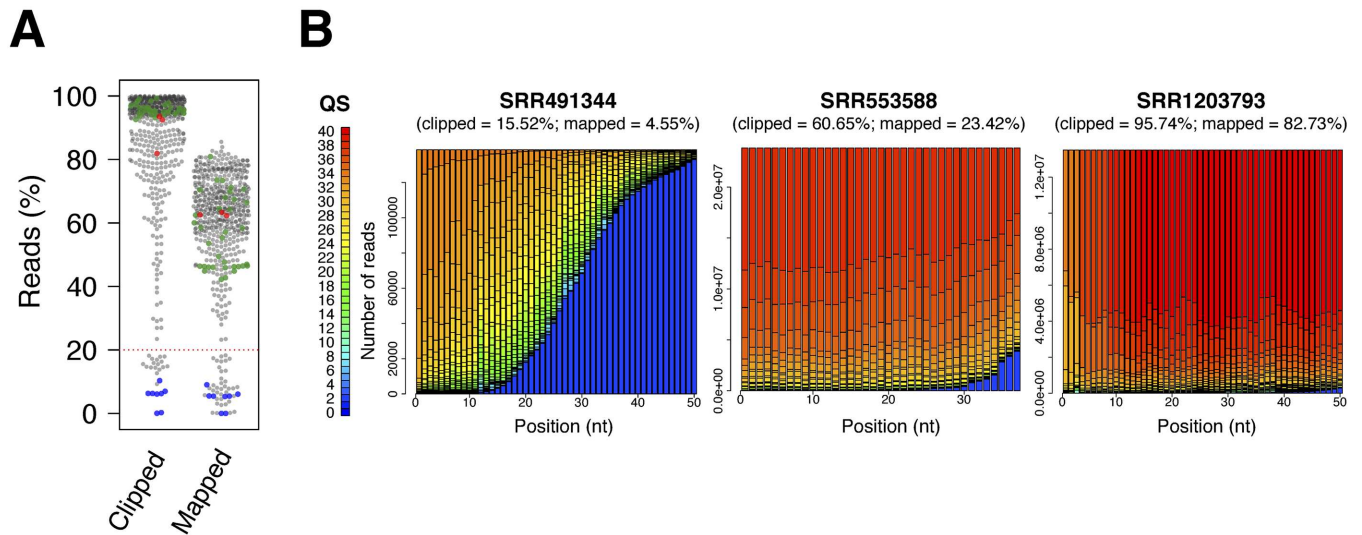 A
B
Reads (%)
100
80
60
40
20
0
Clipped
Mapped
QS
40
38
36
34
32
30
28
26
24
22
20
18
16
14
12
10
8
6
4
2
0
SRR491344
(clipped = 15.52%; mapped = 4.55%)
Number of reads
100000
60000
20000
0
0 10 20 30 40 50
Position (nt)
SRR553588
(clipped = 60.65%; mapped = 23.42%)
2.0e+07
1.0e+07
0.0e+00
0 10 20 30
Position (nt)
SRR1203793
(clipped = 95.74%; mapped = 82.73%)
1.2e+07
8.0e+06
4.0e+06
0.0e+00
0 10 20 30 40 50
Position (nt)